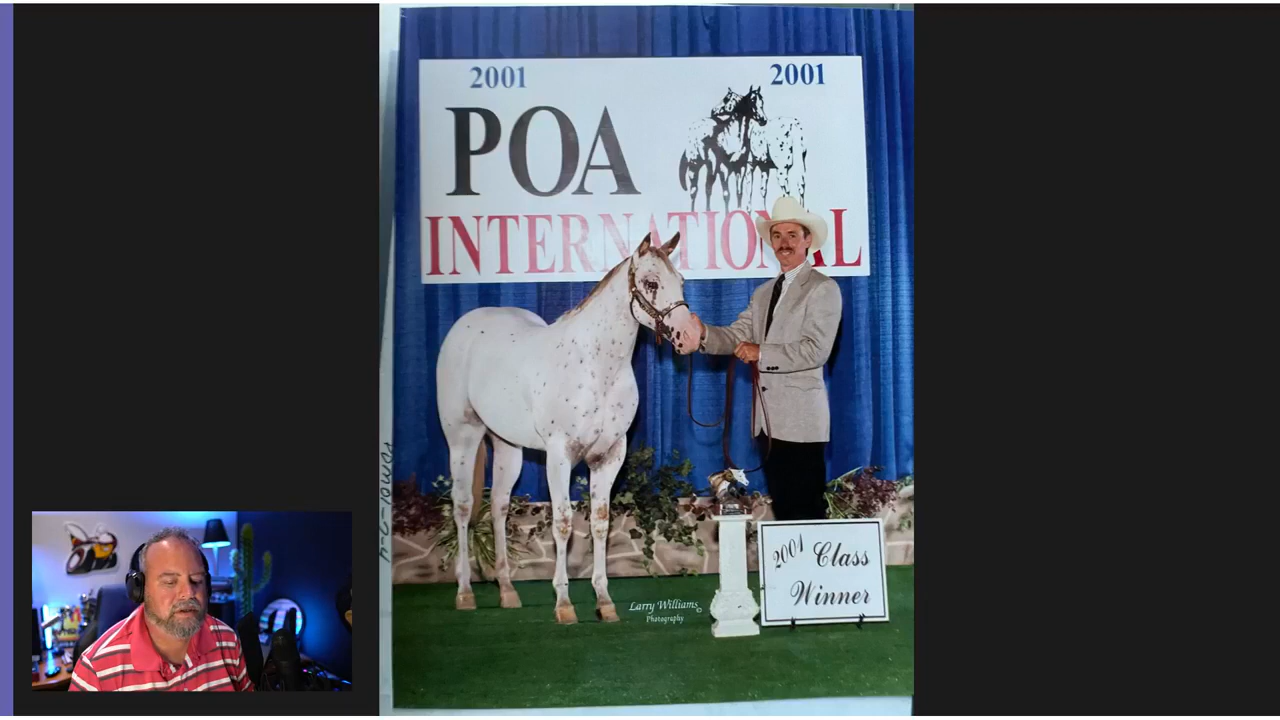 2001
2001
POA
INTERNATIONAL
2001 Class
Winner
Larry Williams
Photography